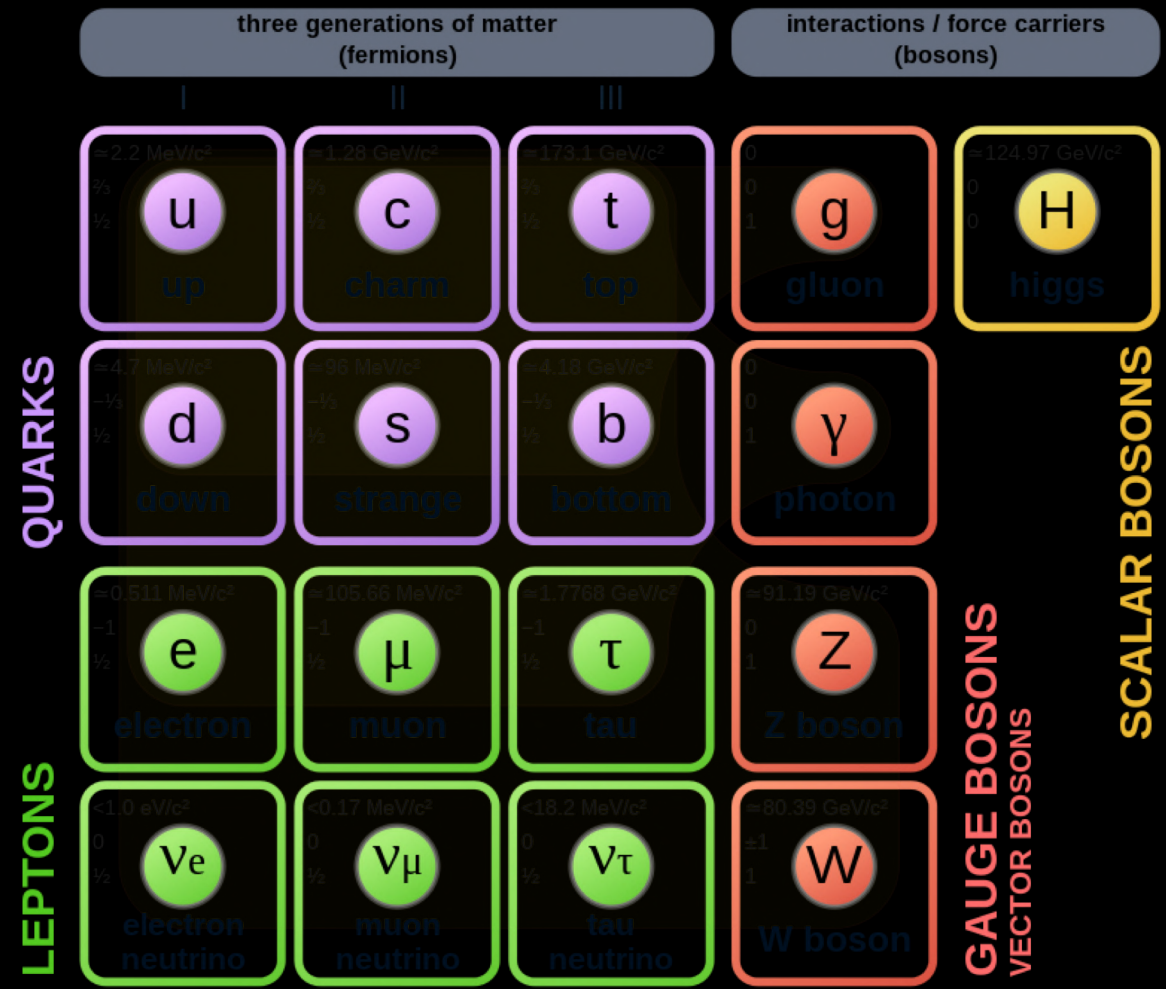 three generations of matter
(fermions)
interactions / force carriers
(bosons)
I
II
III
≃2.2 MeV/c²
⅔
½
u
up
≃1.28 GeV/c²
⅔
½
c
charm
≃173.1 GeV/c²
⅔
½
t
top
0
0
1
g
gluon
≃124.97 GeV/c²
0
0
H
higgs
QUARKS
≃4.7 MeV/c²
−⅓
½
d
down
≃96 MeV/c²
−⅓
½
s
strange
≃4.18 GeV/c²
−⅓
½
b
bottom
0
0
1
γ
photon
SCALAR BOSONS
LEPTONS
≃0.511 MeV/c²
−1
½
e
electron
≃105.66 MeV/c²
−1
½
μ
muon
≃1.7768 GeV/c²
−1
½
τ
tau
≃91.19 GeV/c²
0
1
Z
Z boson
GAUGE BOSONS
VECTOR BOSONS
<1.0 eV/c²
0
½
νe
electron
neutrino
<0.17 MeV/c²
0
½
νμ
muon
neutrino
<18.2 MeV/c²
0
½
ντ
tau
neutrino
≃80.39 GeV/c²
±1
1
W
W boson